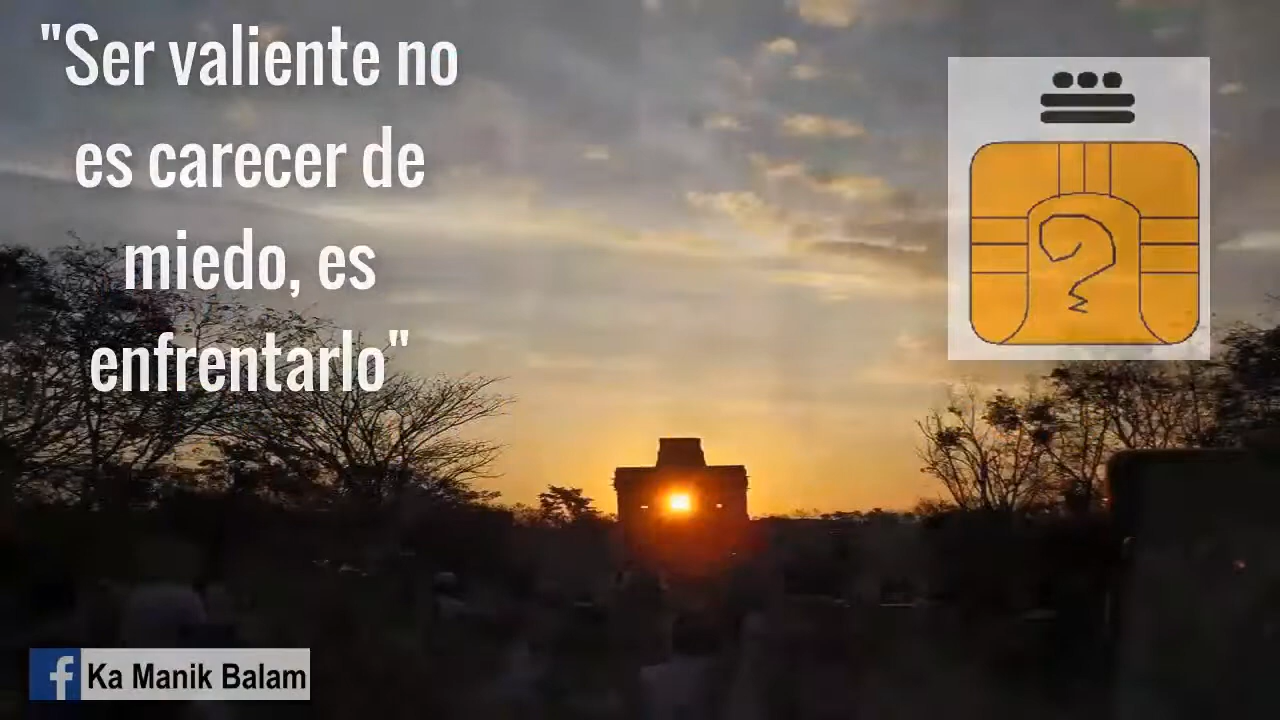 "Ser valiente no
es carecer de
miedo, es
enfrentarlo"
f Ka Manik Balam